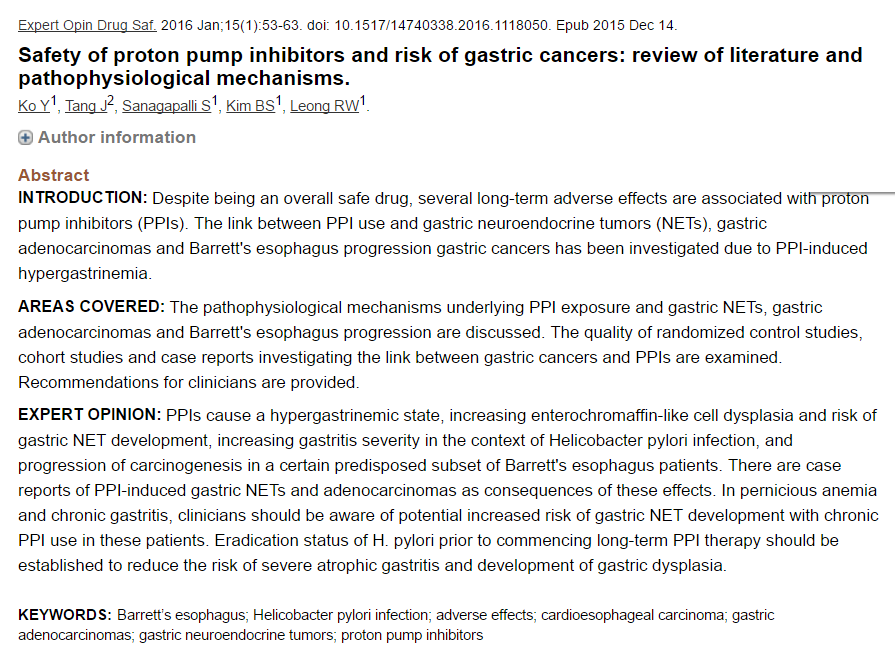 Expert Opin Drug Saf. 2016 Jan;15(1):53-63. doi: 10.1517/14740338.2016.1118050. Epub 2015 Dec 14.
Safety of proton pump inhibitors and risk of gastric cancers: review of literature and
pathophysiological mechanisms.
Ko Y1, Tang J2, Sanagapalli S1, Kim BS1, Leong RW1.
Author information
Abstract
INTRODUCTION: Despite being an overall safe drug, several long-term adverse effects are associated with proton
pump inhibitors (PPIs). The link between PPI use and gastric neuroendocrine tumors (NETs), gastric
adenocarcinomas and Barrett's esophagus progression gastric cancers has been investigated due to PPI-induced
hypergastrinemia.
AREAS COVERED: The pathophysiological mechanisms underlying PPI exposure and gastric NETs, gastric
adenocarcinomas and Barrett's esophagus progression are discussed. The quality of randomized control studies,
cohort studies and case reports investigating the link between gastric cancers and PPIs are examined.
Recommendations for clinicians are provided.
EXPERT OPINION: PPIs cause a hypergastrinemic state, increasing enterochromaffin-like cell dysplasia and risk of
gastric NET development, increasing gastritis severity in the context of Helicobacter pylori infection, and
progression of carcinogenesis in a certain predisposed subset of Barrett's esophagus patients. There are case
reports of PPI-induced gastric NETs and adenocarcinomas as consequences of these effects. In pernicious anemia
and chronic gastritis, clinicians should be aware of potential increased risk of gastric NET development with chronic
PPI use in these patients. Eradication status of H. pylori prior to commencing long-term PPI therapy should be
established to reduce the risk of severe atrophic gastritis and development of gastric dysplasia.
KEYWORDS: Barrett’s esophagus; Helicobacter pylori infection; adverse effects; cardioesophageal carcinoma; gastric
adenocarcinomas; gastric neuroendocrine tumors; proton pump inhibitors